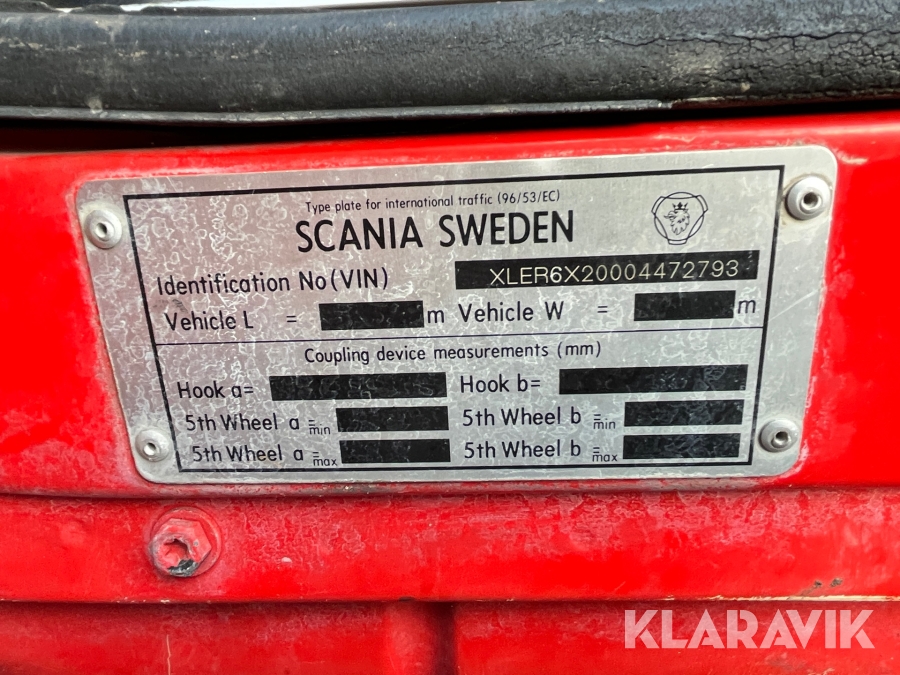 Type plate for international traffic (96/53/EC)
SCANIA SWEDEN
Identification No (VIN) XLER6X20004472793
Vehicle L = m Vehicle W = m
Coupling device measurements (mm)
Hook a= Hook b=
5th Wheel a = min 5th Wheel b = min
5th Wheel a = max 5th Wheel b = max
KLARAVIK